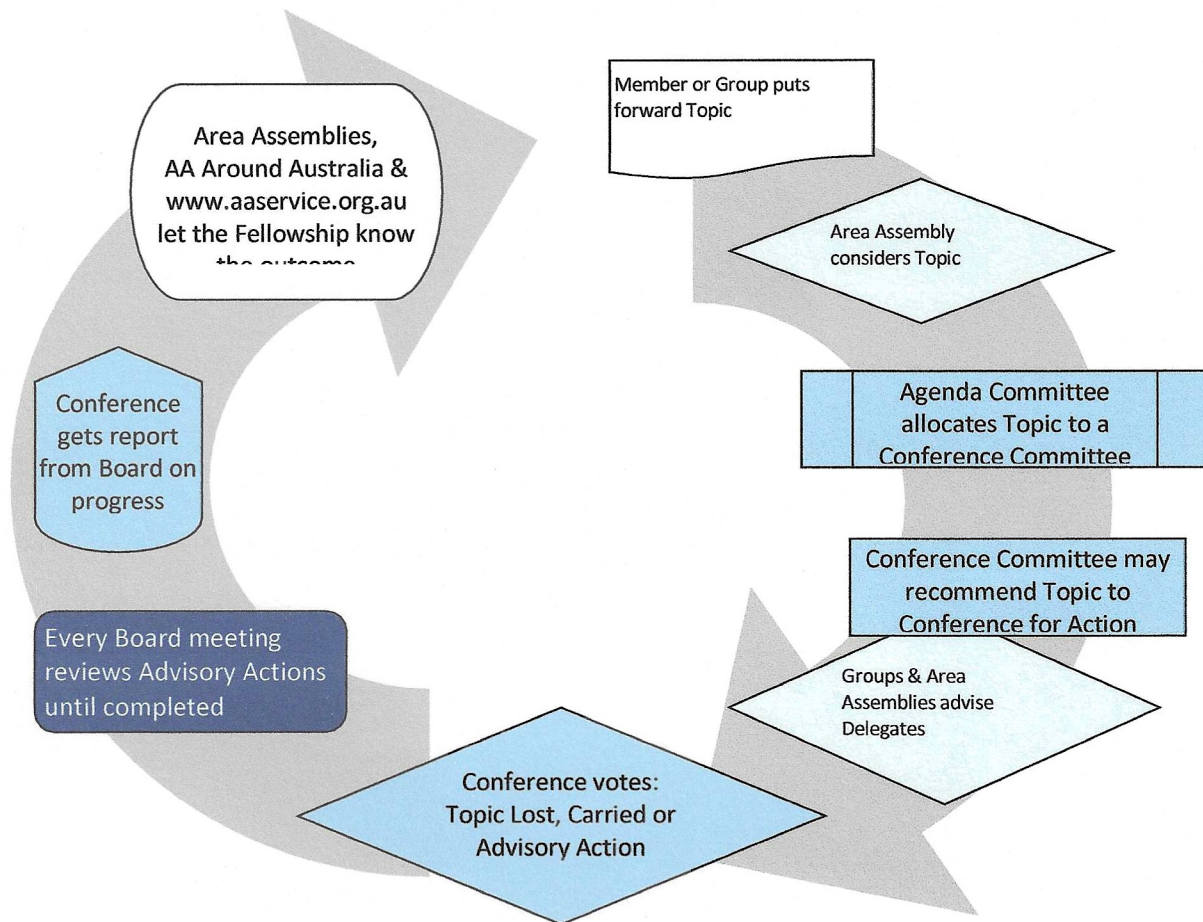 Member or Group puts
forward Topic
Area Assembly
considers Topic
Agenda Committee
allocates Topic to a
Conference Committee
Conference Committee may
recommend Topic to
Conference for Action
Groups & Area
Assemblies advise
Delegates
Conference votes:
Topic Lost, Carried or
Advisory Action
Every Board meeting
reviews Advisory Actions
until completed
Conference
gets report
from Board on
progress
Area Assemblies,
AA Around Australia &
www.aaservice.org.au
let the Fellowship know
the outcome